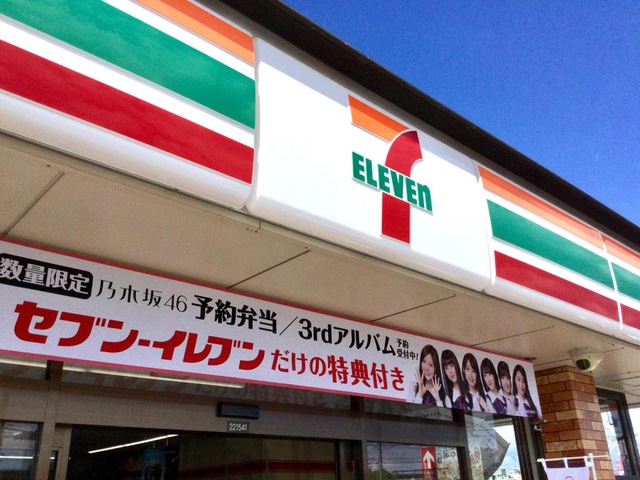 7
ELEVEn
数量限定 乃木坂46 予約弁当/3rdアルバム 予約受付中!
セブン-イレブンだけの特典付き
221541